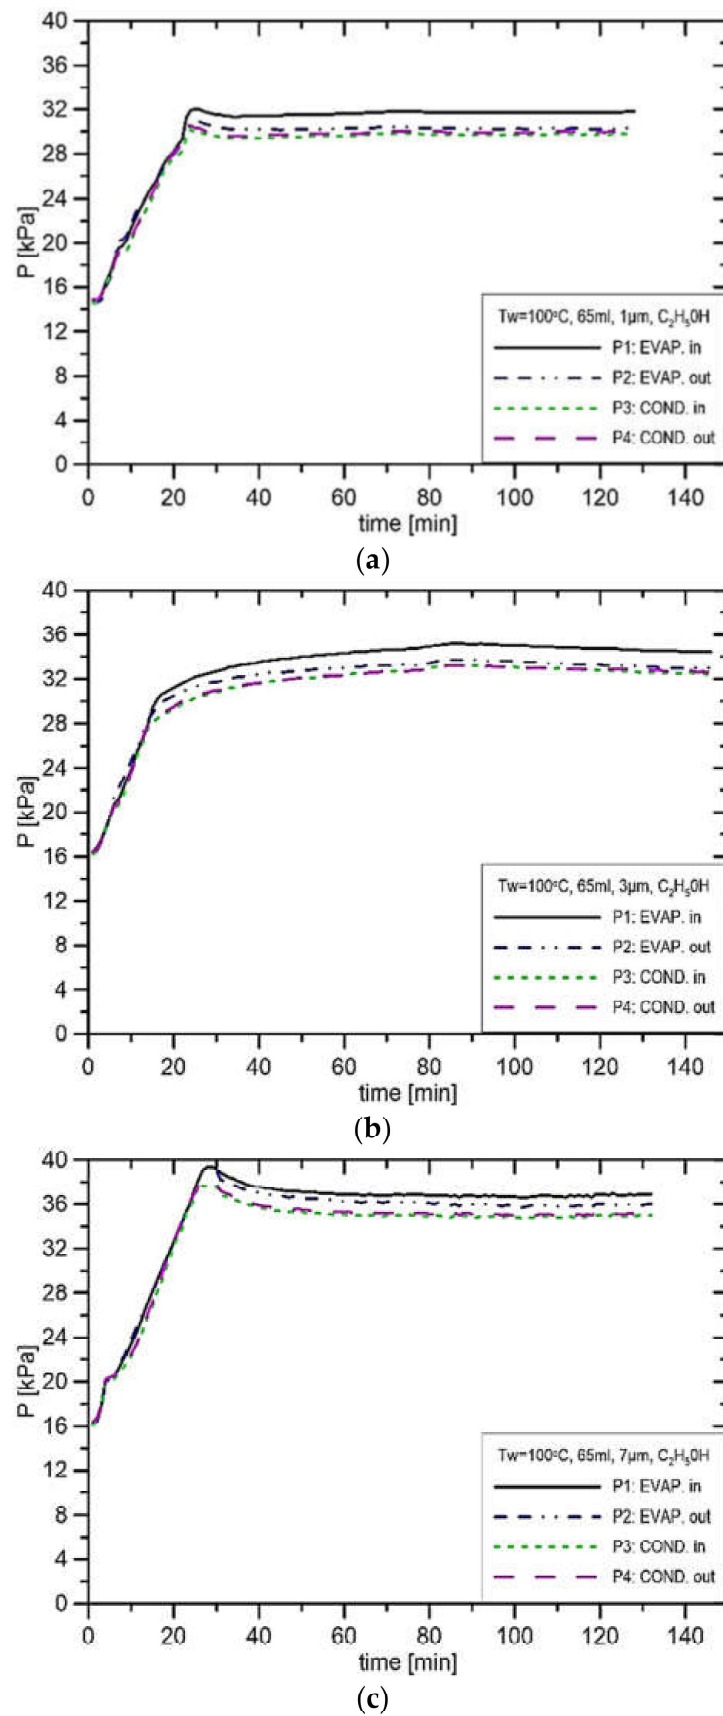 40
36
32
28
24
20
16
12
8
4
0
P [kPa]
Tw=100°C, 65ml, 1μm, C₂H₅0H
P1: EVAP. in
P2: EVAP. out
P3: COND. in
P4: COND. out
0 20 40 60 80 100 120 140
time [min]
(a)
40
36
32
28
24
20
16
12
8
4
0
P [kPa]
Tw=100°C, 65ml, 3μm, C₂H₅0H
P1: EVAP. in
P2: EVAP. out
P3: COND. in
P4: COND. out
0 20 40 60 80 100 120 140
time [min]
(b)
40
36
32
28
24
20
16
12
8
4
0
P [kPa]
Tw=100°C, 65ml, 7μm, C₂H₅0H
P1: EVAP. in
P2: EVAP. out
P3: COND. in
P4: COND. out
0 20 40 60 80 100 120 140
time [min]
(c)